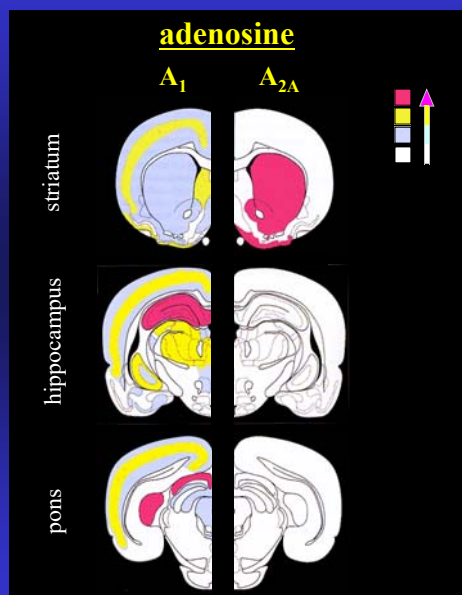 adenosine
A₁ A₂A
striatum
hippocampus
pons